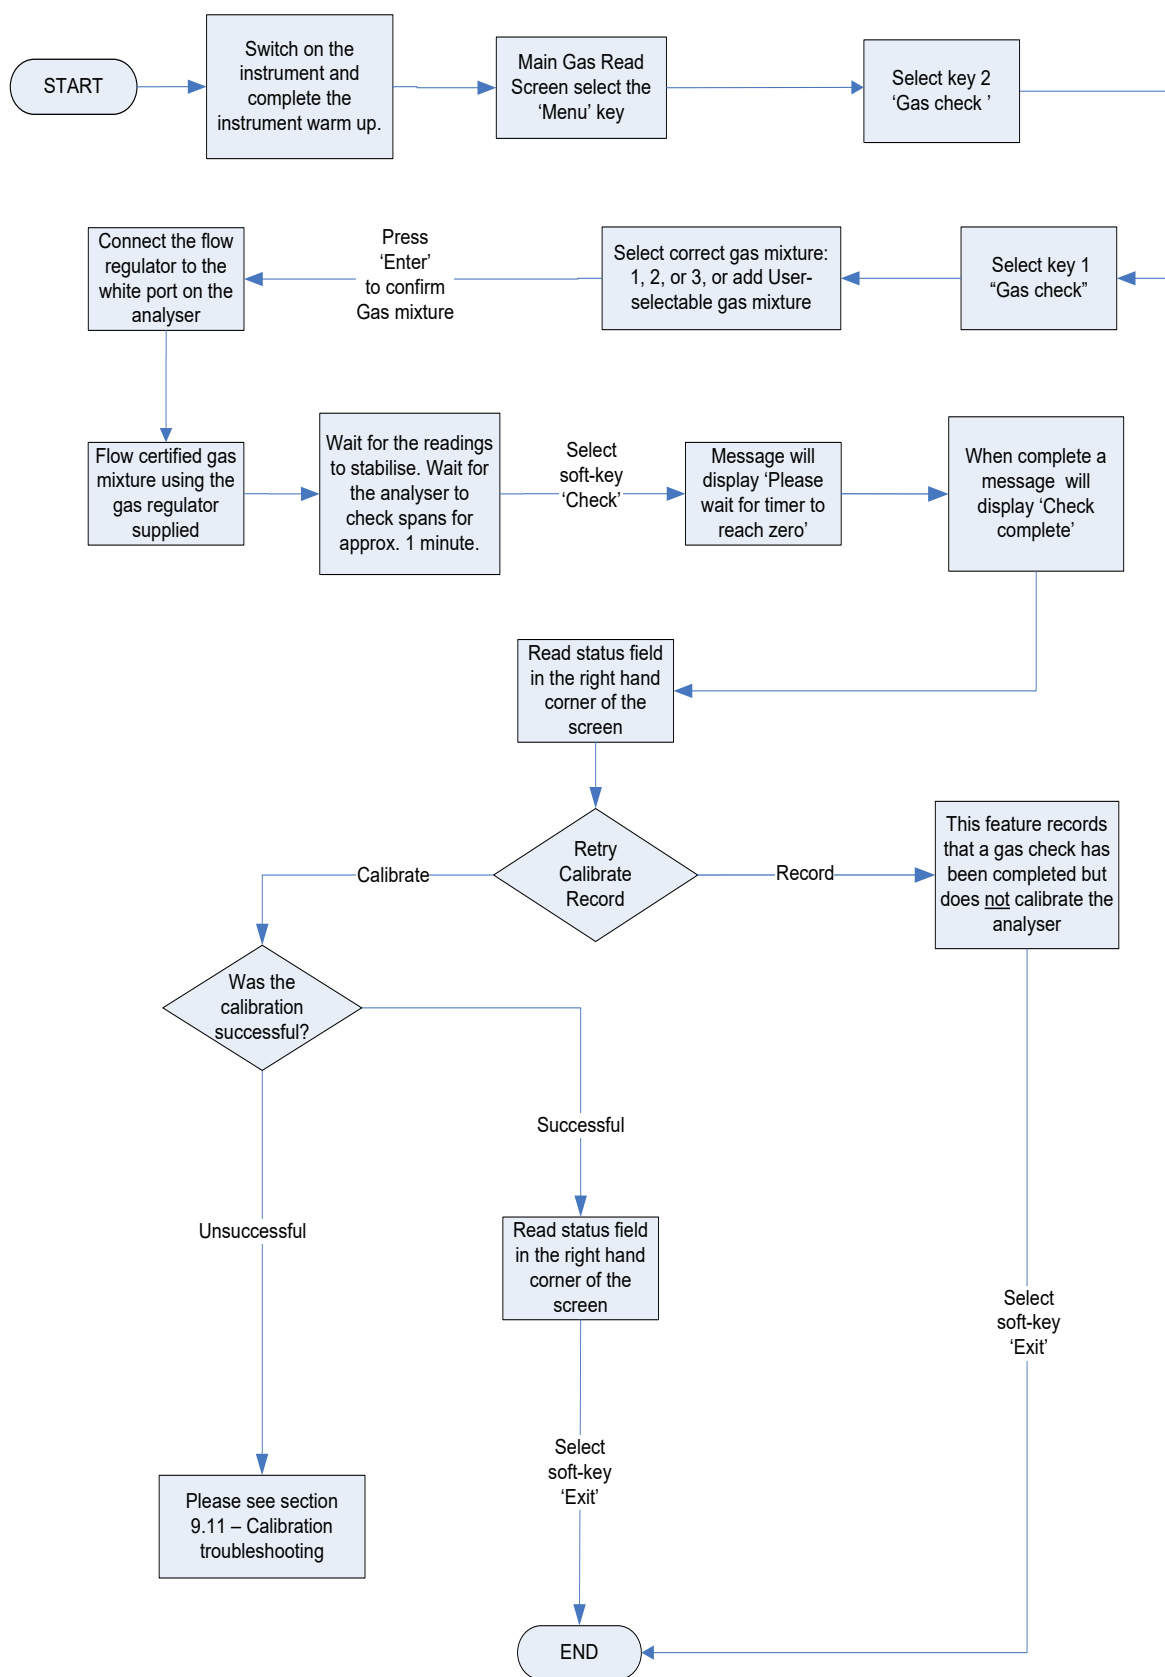 START
Switch on the
instrument and
complete the
instrument warm up.
Main Gas Read
Screen select the
‘Menu’ key
Select key 2
‘Gas check ’
Connect the flow
regulator to the
white port on the
analyser
Press
‘Enter’
to confirm
Gas mixture
Select correct gas mixture:
1, 2, or 3, or add User-
selectable gas mixture
Select key 1
“Gas check”
Flow certified gas
mixture using the
gas regulator
supplied
Wait for the readings
to stabilise. Wait for
the analyser to
check spans for
approx. 1 minute.
Select
soft-key
‘Check’
Message will
display ‘Please
wait for timer to
reach zero’
When complete a
message  will
display ‘Check
complete’
Read status field
in the right hand
corner of the
screen
Retry
Calibrate
Record
Calibrate
Record
This feature records
that a gas check has
been completed but
does not calibrate the
analyser
Was the
calibration
successful?
Successful
Unsuccessful
Read status field
in the right hand
corner of the
screen
Select
soft-key
‘Exit’
Select
soft-key
‘Exit’
Please see section
9.11 – Calibration
troubleshooting
END